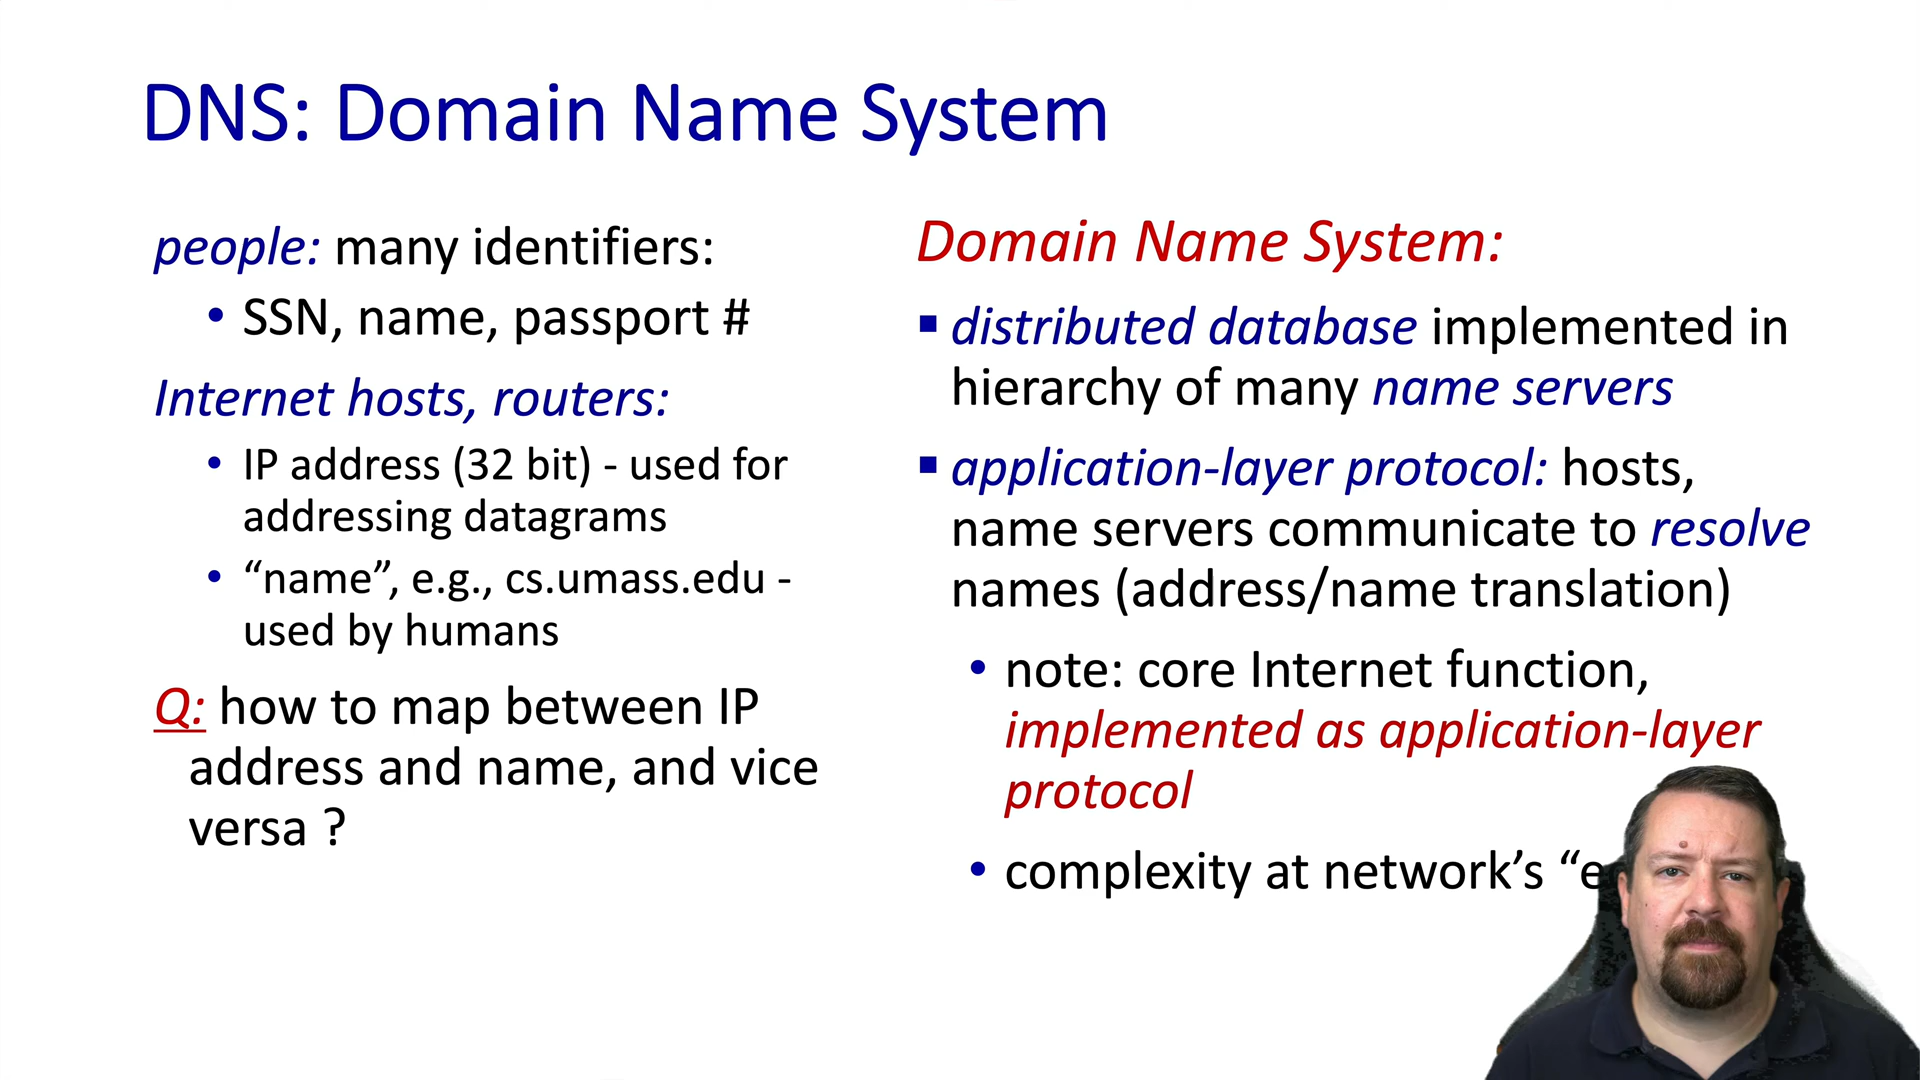 DNS: Domain Name System
people: many identifiers:
• SSN, name, passport #
Internet hosts, routers:
• IP address (32 bit) - used for
addressing datagrams
• “name”, e.g., cs.umass.edu -
used by humans
Q: how to map between IP
address and name, and vice
versa ?
Domain Name System:
▪ distributed database implemented in
hierarchy of many name servers
▪ application-layer protocol: hosts,
name servers communicate to resolve
names (address/name translation)
• note: core Internet function,
implemented as application-layer
protocol
• complexity at network’s